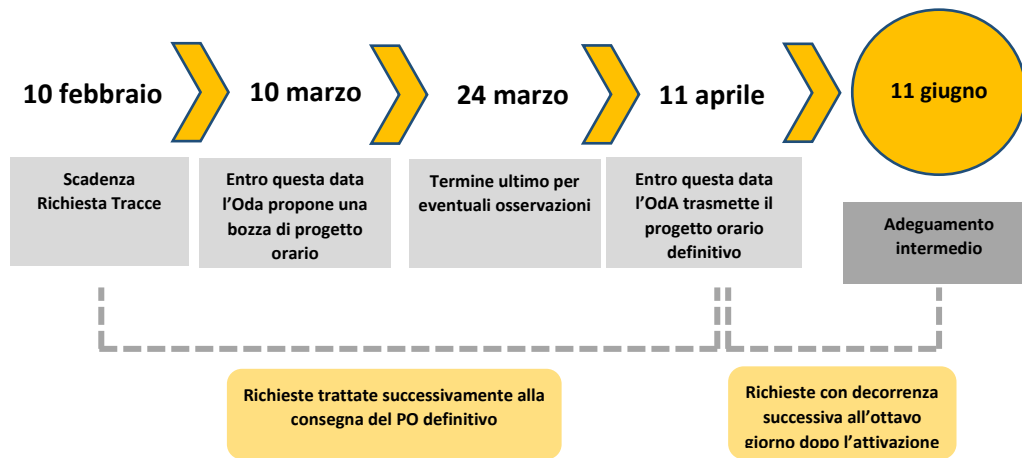 10 febbraio
10 marzo
24 marzo
11 aprile
11 giugno
Scadenza
Richiesta Tracce
Entro questa data
l'Oda propone una
bozza di progetto
orario
Termine ultimo per
eventuali osservazioni
Entro questa data
l'OdA trasmette il
progetto orario
definitivo
Adeguamento
intermedio
Richieste trattate successivamente alla
consegna del PO definitivo
Richieste con decorrenza
successiva all'ottavo
giorno dopo l'attivazione